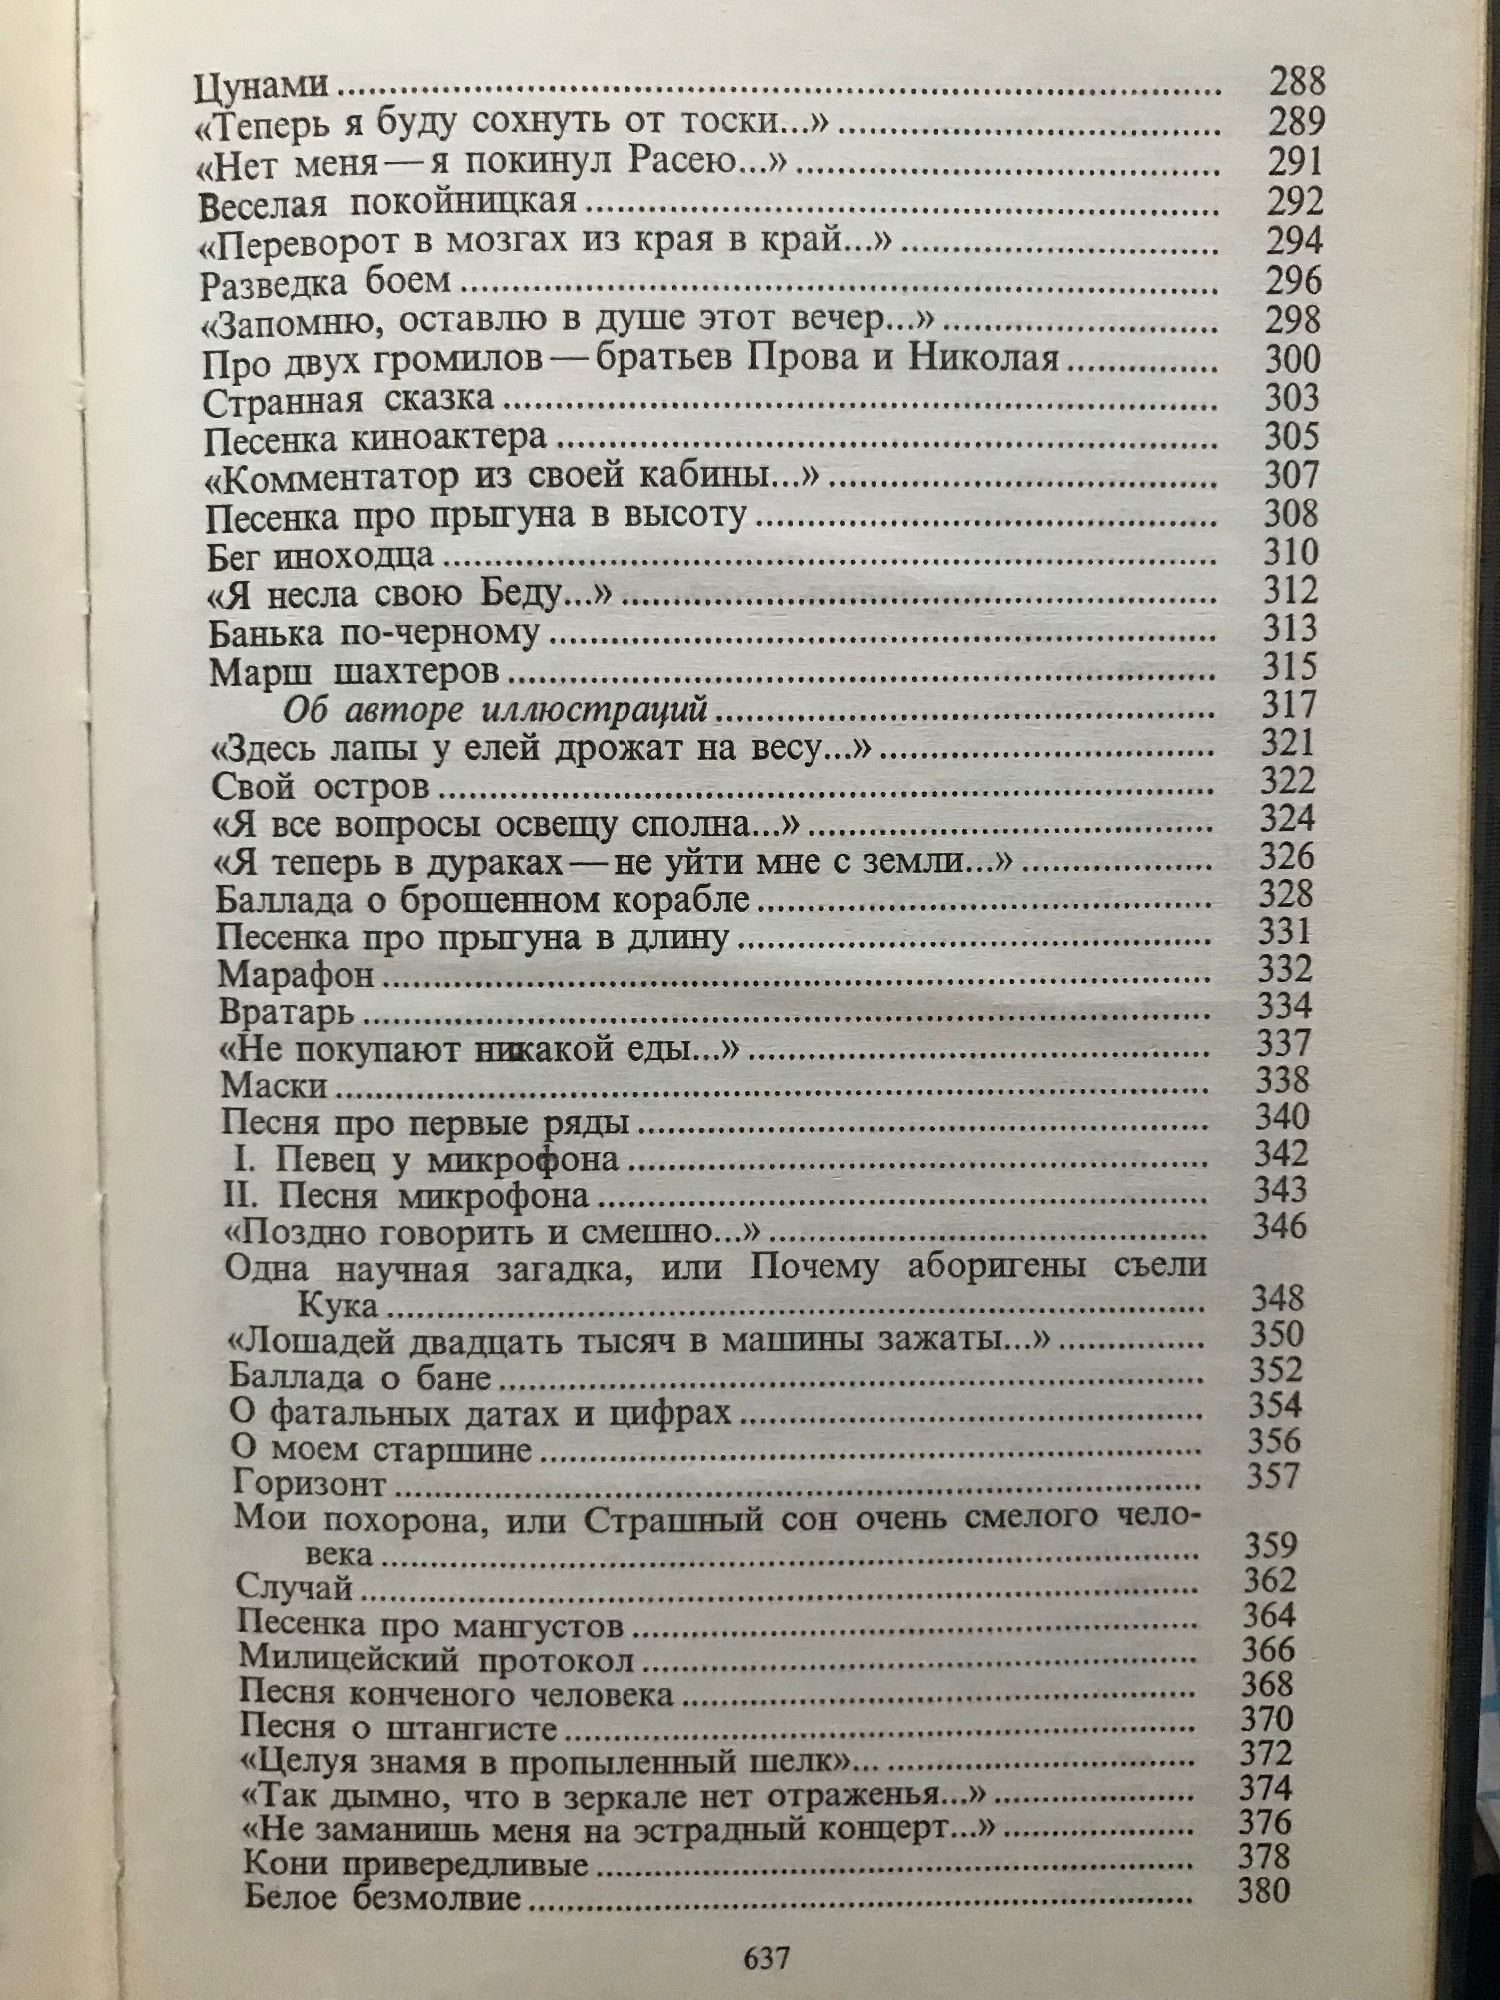 Цунами ........ 288
«Теперь я буду сохнуть от тоски...» ........ 289
«Нет меня — я покинул Расею...» ........ 291
Веселая покойницкая ........ 292
«Переворот в мозгах из края в край...» ........ 294
Разведка боем ........ 296
«Запомню, оставлю в душе этот вечер...» ........ 298
Про двух громилов — братьев Прова и Николая ........ 300
Странная сказка ........ 303
Песенка киноактера ........ 305
«Комментатор из своей кабины...» ........ 307
Песенка про прыгуна в высоту ........ 308
Бег иноходца ........ 310
«Я несла свою Беду...» ........ 312
Банька по-черному ........ 313
Марш шахтеров ........ 315
Об авторе иллюстраций ........ 317
«Здесь лапы у елей дрожат на весу...» ........ 321
Свой остров ........ 322
«Я все вопросы освещу сполна...» ........ 324
«Я теперь в дураках — не уйти мне с земли...» ........ 326
Баллада о брошенном корабле ........ 328
Песенка про прыгуна в длину ........ 331
Марафон ........ 332
Вратарь ........ 334
«Не покупают никакой еды...» ........ 337
Маски ........ 338
Песня про первые ряды ........ 340
I. Певец у микрофона ........ 342
II. Песня микрофона ........ 343
«Поздно говорить и смешно...» ........ 346
Одна научная загадка, или Почему аборигены съели
Кука ........ 348
«Лошадей двадцать тысяч в машины зажаты...» ........ 350
Баллада о бане ........ 352
О фатальных датах и цифрах ........ 354
О моем старшине ........ 356
Горизонт ........ 357
Мои похорона, или Страшный сон очень смелого чело-
века ........ 359
Случай ........ 362
Песенка про мангустов ........ 364
Милицейский протокол ........ 366
Песня конченого человека ........ 368
Песня о штангисте ........ 370
«Целуя знамя в пропыленный шелк»... ........ 372
«Так дымно, что в зеркале нет отраженья...» ........ 374
«Не заманишь меня на эстрадный концерт...» ........ 376
Кони привередливые ........ 378
Белое безмолвие ........ 380
637